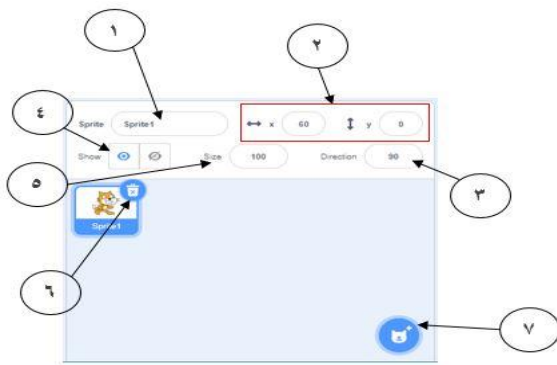 ١
٢
٤
Sprite Sprite1 x 60 y 0
Show Size 100 Direction 90
٥
٣
Sprite1
٦
٧